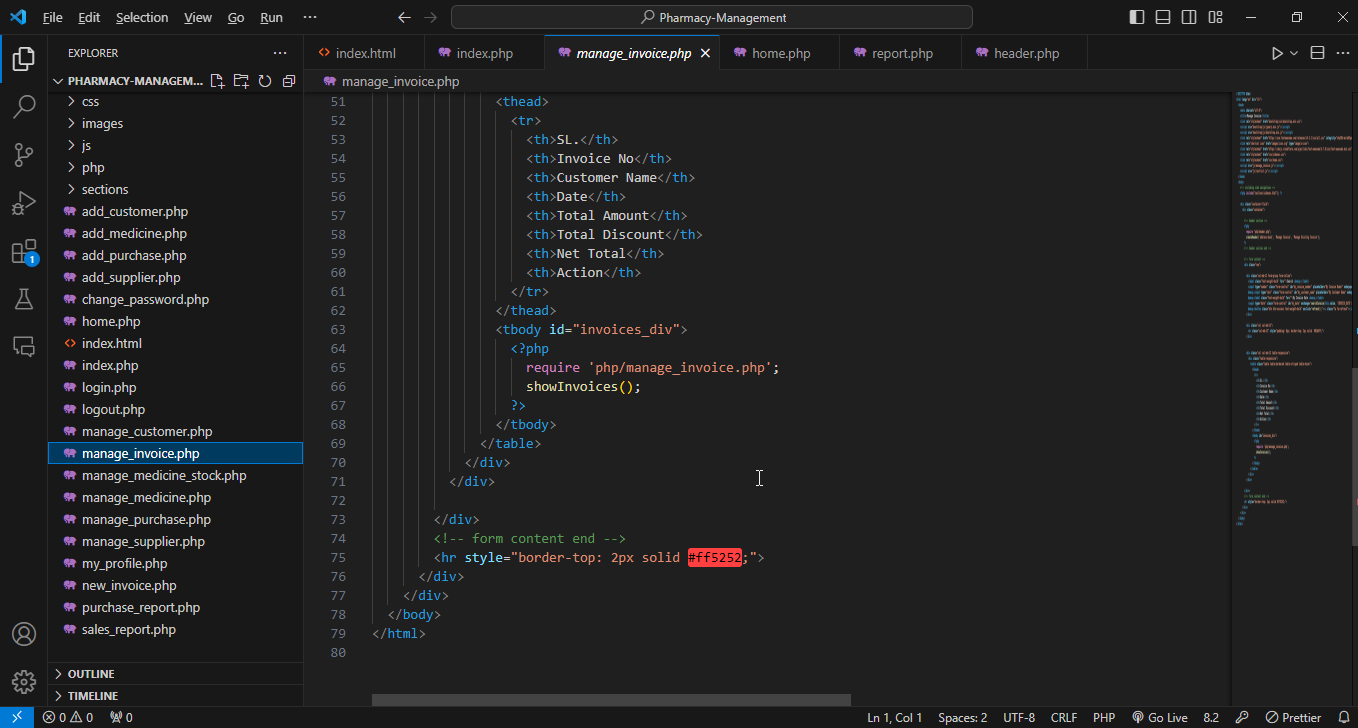 File Edit Selection View Go Run ··· Pharmacy-Management
EXPLORER ···
PHARMACY-MANAGEM...
css
images
js
php
sections
add_customer.php
add_medicine.php
add_purchase.php
add_supplier.php
change_password.php
home.php
<> index.html
index.php
login.php
logout.php
manage_customer.php
manage_invoice.php
manage_medicine_stock.php
manage_medicine.php
manage_purchase.php
manage_supplier.php
my_profile.php
new_invoice.php
purchase_report.php
sales_report.php
OUTLINE
TIMELINE
1
<> index.html index.php manage_invoice.php home.php report.php header.php
manage_invoice.php
51 <thead>
52 <tr>
53 <th>SL.</th>
54 <th>Invoice No</th>
55 <th>Customer Name</th>
56 <th>Date</th>
57 <th>Total Amount</th>
58 <th>Total Discount</th>
59 <th>Net Total</th>
60 <th>Action</th>
61 </tr>
62 </thead>
63 <tbody id="invoices_div">
64 <?php
65 require 'php/manage_invoice.php';
66 showInvoices();
67 ?>
68 </tbody>
69 </table>
70 </div>
71 </div>
72
73 </div>
74 <!-- form content end -->
75 <hr style="border-top: 2px solid #ff5252;">
76 </div>
77 </div>
78 </body>
79 </html>
80
0 0 0 Ln 1, Col 1 Spaces: 2 UTF-8 CRLF PHP Go Live 8.2 Prettier